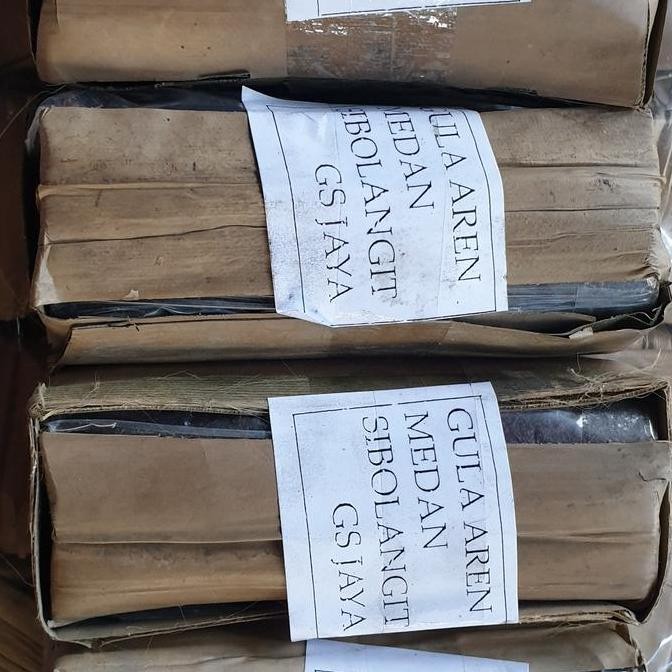 GULA AREN
MEDAN
SIBOLANGIT
GS JAYA
GULA AREN
MEDAN
SIBOLANGIT
GS JAYA